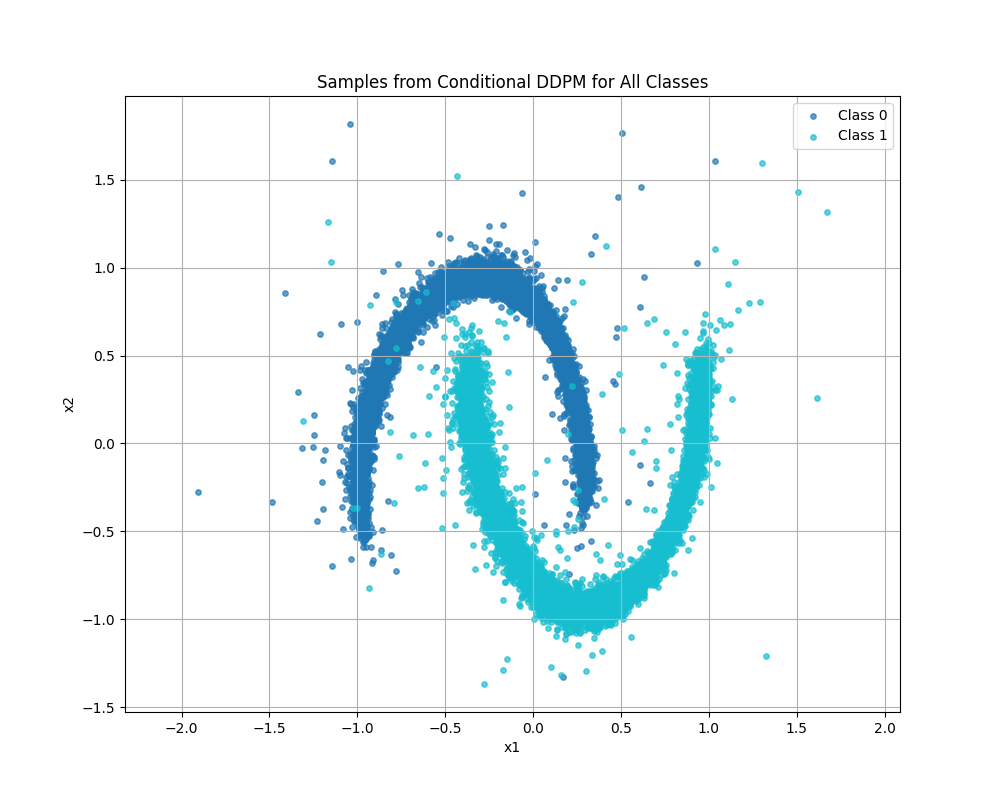 Samples from Conditional DDPM for All Classes
Class 0
Class 1
x2
1.5
1.0
0.5
0.0
−0.5
−1.0
−1.5
−2.0 −1.5 −1.0 −0.5 0.0 0.5 1.0 1.5 2.0
x1